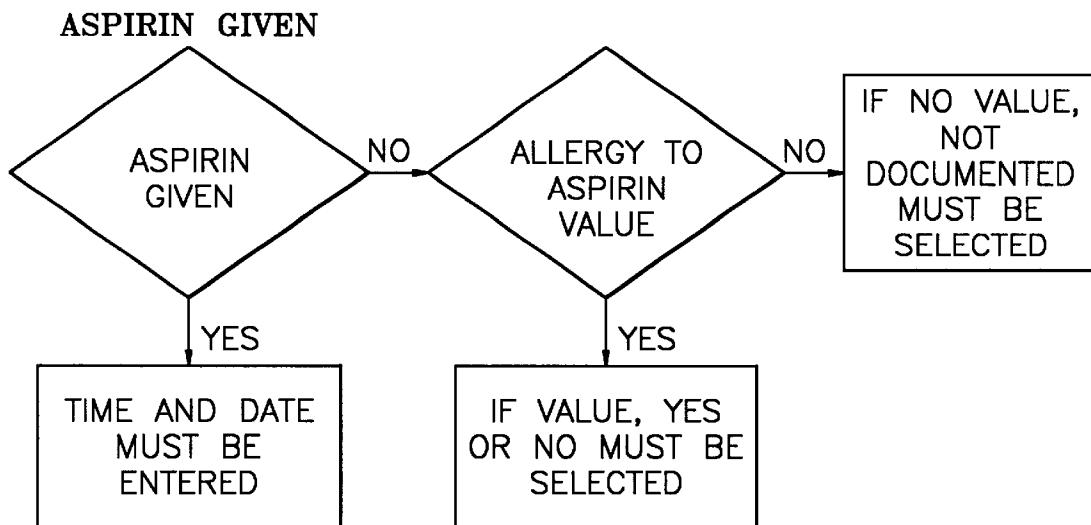 ASPIRIN GIVEN
ASPIRIN
GIVEN
NO
ALLERGY TO
ASPIRIN
VALUE
NO
IF NO VALUE,
NOT
DOCUMENTED
MUST BE
SELECTED
YES
TIME AND DATE
MUST BE
ENTERED
YES
IF VALUE, YES
OR NO MUST BE
SELECTED